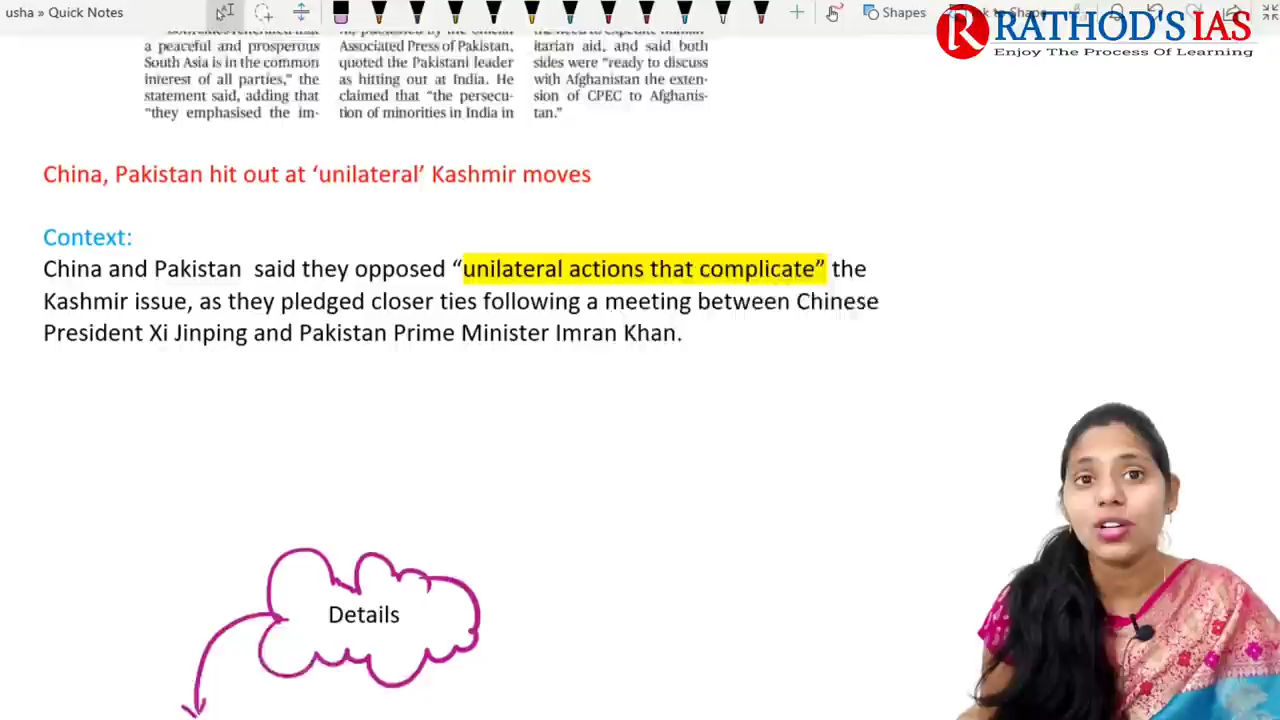 usha » Quick Notes
Shapes
RATHOD'S IAS
Enjoy The Process Of Learning
a peaceful and prosperous
South Asia is in the common
interest of all parties,” the
statement said, adding that
“they emphasised the im-
Associated Press of Pakistan,
quoted the Pakistani leader
as hitting out at India. He
claimed that “the persecu-
tion of minorities in India in
itarian aid, and said both
sides were “ready to discuss
with Afghanistan the exten-
sion of CPEC to Afghanis-
tan.”
China, Pakistan hit out at ‘unilateral’ Kashmir moves
Context:
China and Pakistan said they opposed “unilateral actions that complicate” the
Kashmir issue, as they pledged closer ties following a meeting between Chinese
President Xi Jinping and Pakistan Prime Minister Imran Khan.
Details